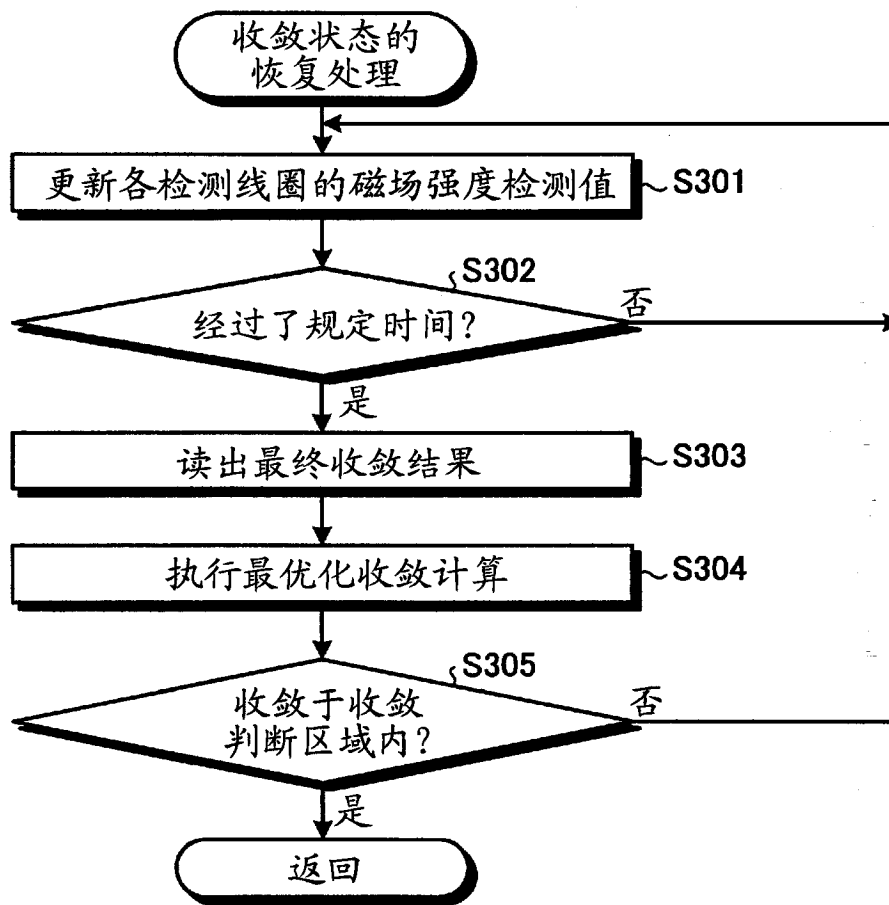 收敛状态的
恢复处理
更新各检测线圈的磁场强度检测值
S301
S302
经过了规定时间?
否
是
读出最终收敛结果
S303
执行最优化收敛计算
S304
S305
收敛于收敛
判断区域内?
否
是
返回